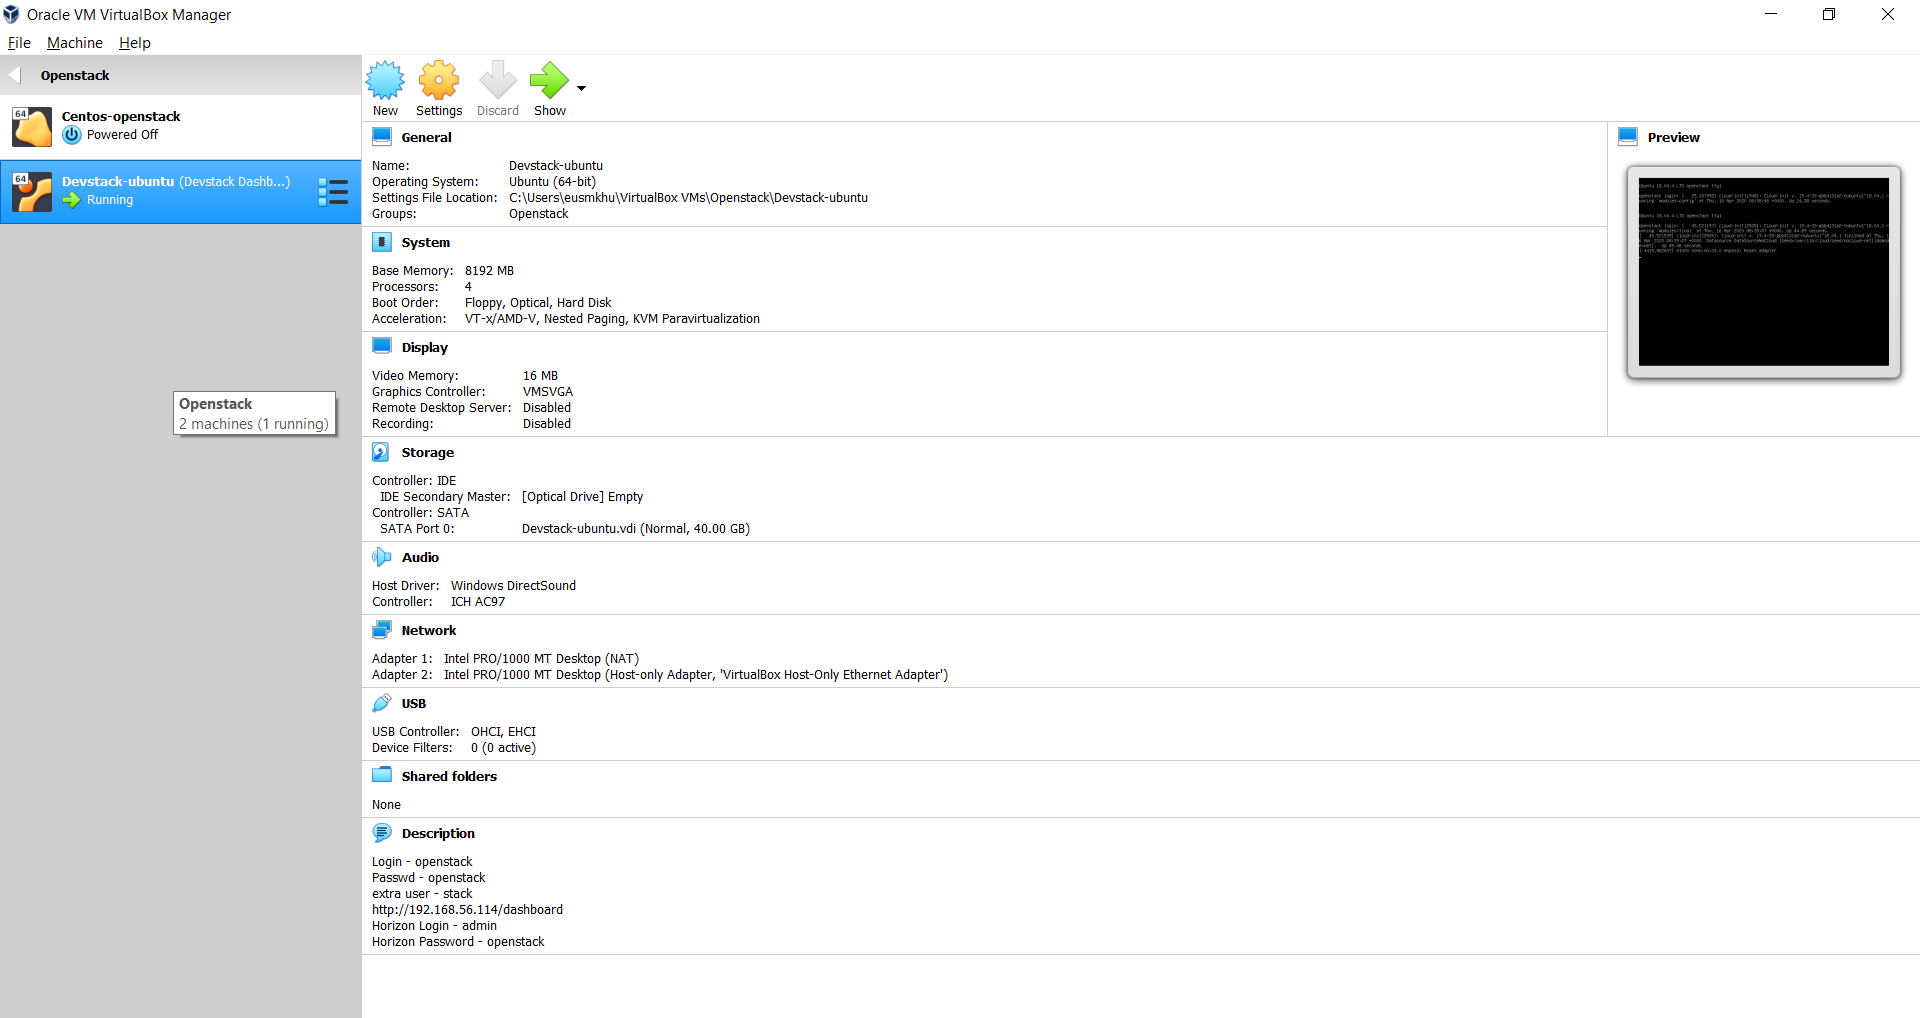 Oracle VM VirtualBox Manager
File Machine Help
Openstack
64
Centos-openstack
Powered Off
64
Devstack-ubuntu (Devstack Dashb...)
Running
Openstack
2 machines (1 running)
New Settings Discard Show
General
Name: Devstack-ubuntu
Operating System: Ubuntu (64-bit)
Settings File Location: C:\Users\eusmkhu\VirtualBox VMs\Openstack\Devstack-ubuntu
Groups: Openstack
System
Base Memory: 8192 MB
Processors: 4
Boot Order: Floppy, Optical, Hard Disk
Acceleration: VT-x/AMD-V, Nested Paging, KVM Paravirtualization
Display
Video Memory: 16 MB
Graphics Controller: VMSVGA
Remote Desktop Server: Disabled
Recording: Disabled
Preview
Storage
Controller: IDE
IDE Secondary Master: [Optical Drive] Empty
Controller: SATA
SATA Port 0: Devstack-ubuntu.vdi (Normal, 40.00 GB)
Audio
Host Driver: Windows DirectSound
Controller: ICH AC97
Network
Adapter 1: Intel PRO/1000 MT Desktop (NAT)
Adapter 2: Intel PRO/1000 MT Desktop (Host-only Adapter, 'VirtualBox Host-Only Ethernet Adapter')
USB
USB Controller: OHCI, EHCI
Device Filters: 0 (0 active)
Shared folders
None
Description
Login - openstack
Passwd - openstack
extra user - stack
http://192.168.56.114/dashboard
Horizon Login - admin
Horizon Password - openstack